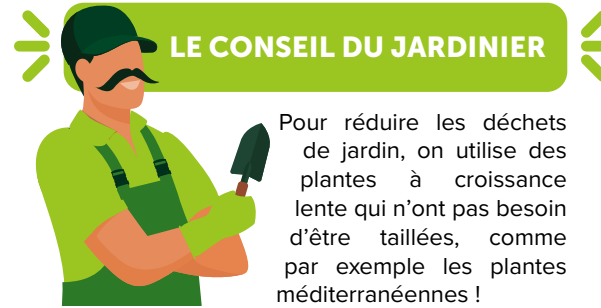 LE CONSEIL DU JARDINIER
Pour réduire les déchets
de jardin, on utilise des
plantes à croissance
lente qui n’ont pas besoin
d’être taillées, comme
par exemple les plantes
méditerranéennes !